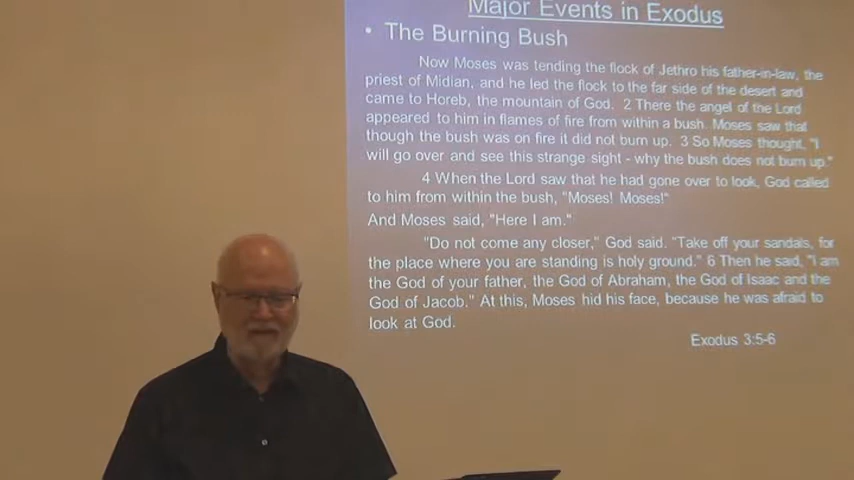 Major Events in Exodus
• The Burning Bush
Now Moses was tending the flock of Jethro his father-in-law, the
priest of Midian, and he led the flock to the far side of the desert and
came to Horeb, the mountain of God. 2 There the angel of the Lord
appeared to him in flames of fire from within a bush. Moses saw that
though the bush was on fire it did not burn up. 3 So Moses thought, "I
will go over and see this strange sight - why the bush does not burn up."
4 When the Lord saw that he had gone over to look, God called
to him from within the bush, "Moses! Moses!"
And Moses said, "Here I am."
"Do not come any closer," God said. "Take off your sandals, for
the place where you are standing is holy ground." 6 Then he said, "I am
the God of your father, the God of Abraham, the God of Isaac and the
God of Jacob." At this, Moses hid his face, because he was afraid to
look at God.
Exodus 3:5-6